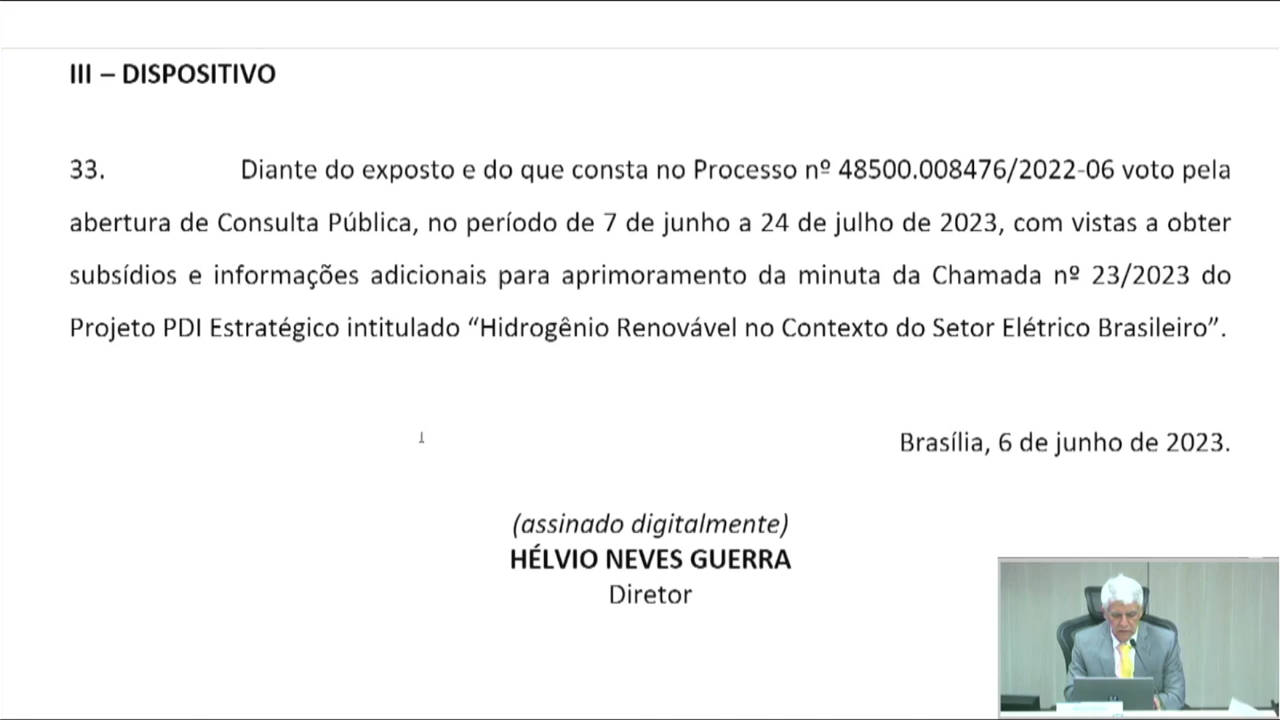 III – DISPOSITIVO
33. Diante do exposto e do que consta no Processo nº 48500.008476/2022-06 voto pela
abertura de Consulta Pública, no período de 7 de junho a 24 de julho de 2023, com vistas a obter
subsídios e informações adicionais para aprimoramento da minuta da Chamada nº 23/2023 do
Projeto PDI Estratégico intitulado “Hidrogênio Renovável no Contexto do Setor Elétrico Brasileiro”.
Brasília, 6 de junho de 2023.
(assinado digitalmente)
HÉLVIO NEVES GUERRA
Diretor